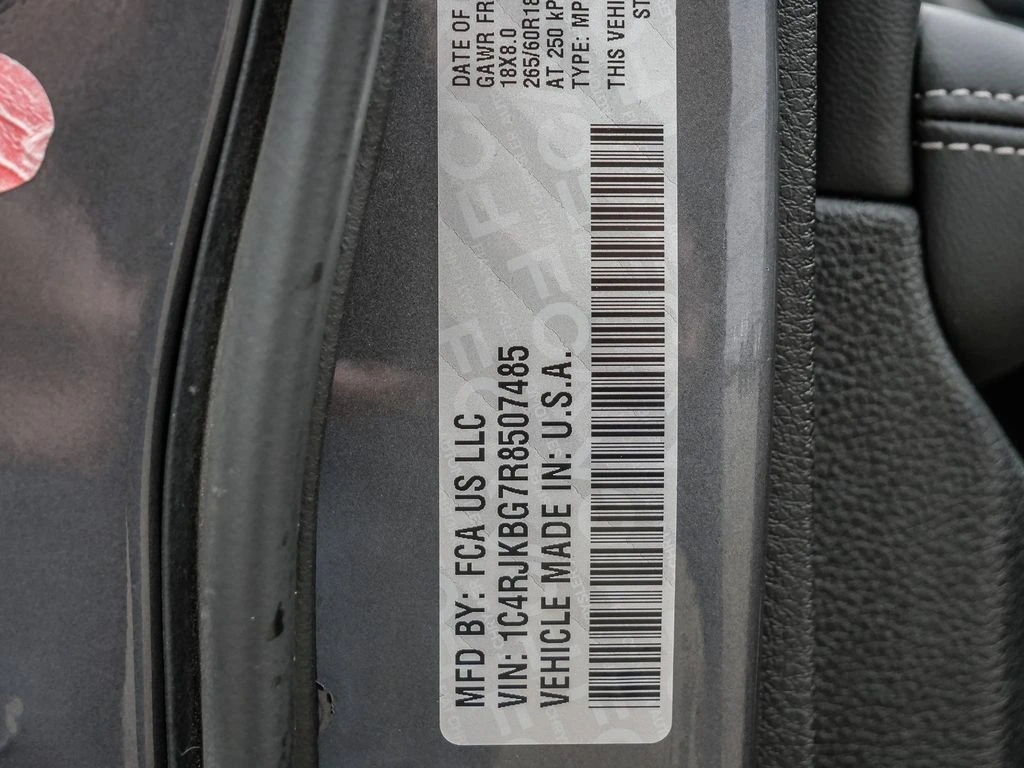 MFD BY: FCA US LLC
VIN: 1C4RJKBG7R8507485
VEHICLE MADE IN: U.S.A.
DATE OF
GAWR FR
18X8.0
265/60R18
AT 250 kP
TYPE: MP
THIS VEHI
ST